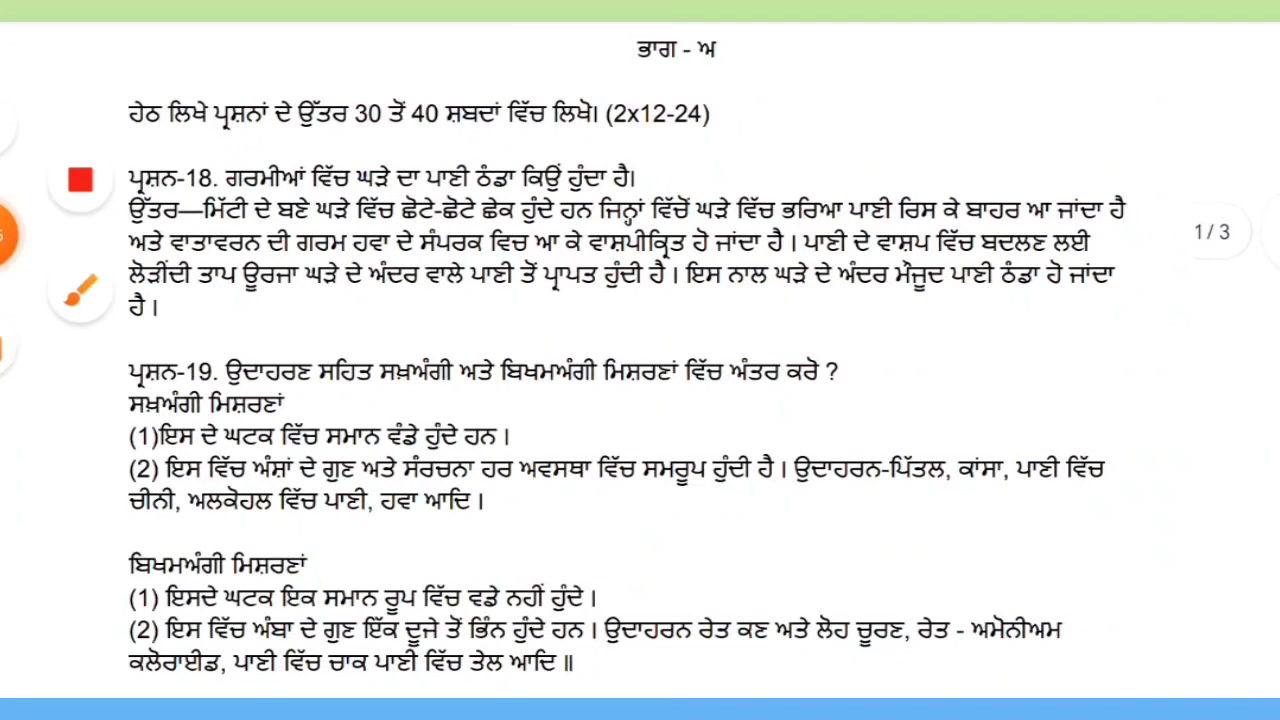 ਭਾਗ - ਅ
ਹੇਠ ਲਿਖੇ ਪ੍ਰਸ਼ਨਾਂ ਦੇ ਉੱਤਰ 30 ਤੋਂ 40 ਸ਼ਬਦਾਂ ਵਿੱਚ ਲਿਖੋ। (2x12-24)
ਪ੍ਰਸ਼ਨ-18. ਗਰਮੀਆਂ ਵਿੱਚ ਘੜੇ ਦਾ ਪਾਣੀ ਠੰਡਾ ਕਿਉਂ ਹੁੰਦਾ ਹੈ।
ਉੱਤਰ—ਮਿੱਟੀ ਦੇ ਬਣੇ ਘੜੇ ਵਿੱਚ ਛੋਟੇ-ਛੋਟੇ ਛੇਕ ਹੁੰਦੇ ਹਨ ਜਿਨ੍ਹਾਂ ਵਿੱਚੋਂ ਘੜੇ ਵਿੱਚ ਭਰਿਆ ਪਾਣੀ ਰਿਸ ਕੇ ਬਾਹਰ ਆ ਜਾਂਦਾ ਹੈ
ਅਤੇ ਵਾਤਾਵਰਨ ਦੀ ਗਰਮ ਹਵਾ ਦੇ ਸੰਪਰਕ ਵਿਚ ਆ ਕੇ ਵਾਸ਼ਪੀਕ੍ਰਿਤ ਹੋ ਜਾਂਦਾ ਹੈ । ਪਾਣੀ ਦੇ ਵਾਸ਼ਪ ਵਿੱਚ ਬਦਲਣ ਲਈ
1 / 3
ਲੋੜੀਂਦੀ ਤਾਪ ਊਰਜਾ ਘੜੇ ਦੇ ਅੰਦਰ ਵਾਲੇ ਪਾਣੀ ਤੋਂ ਪ੍ਰਾਪਤ ਹੁੰਦੀ ਹੈ । ਇਸ ਨਾਲ ਘੜੇ ਦੇ ਅੰਦਰ ਮੌਜੂਦ ਪਾਣੀ ਠੰਡਾ ਹੋ ਜਾਂਦਾ
ਹੈ ।
ਪ੍ਰਸ਼ਨ-19. ਉਦਾਹਰਣ ਸਹਿਤ ਸਖ਼ਅੰਗੀ ਅਤੇ ਬਿਖਮਅੰਗੀ ਮਿਸ਼ਰਣਾਂ ਵਿੱਚ ਅੰਤਰ ਕਰੋ ?
ਸਖ਼ਅੰਗੀ ਮਿਸ਼ਰਣਾਂ
(1)ਇਸ ਦੇ ਘਟਕ ਵਿੱਚ ਸਮਾਨ ਵੰਡੇ ਹੁੰਦੇ ਹਨ ।
(2) ਇਸ ਵਿੱਚ ਅੰਸ਼ਾਂ ਦੇ ਗੁਣ ਅਤੇ ਸੰਰਚਨਾ ਹਰ ਅਵਸਥਾ ਵਿੱਚ ਸਮਰੂਪ ਹੁੰਦੀ ਹੈ । ਉਦਾਹਰਨ-ਪਿੱਤਲ, ਕਾਂਸਾ, ਪਾਣੀ ਵਿੱਚ
ਚੀਨੀ, ਅਲਕੋਹਲ ਵਿੱਚ ਪਾਣੀ, ਹਵਾ ਆਦਿ ।
ਬਿਖਮਅੰਗੀ ਮਿਸ਼ਰਣਾਂ
(1) ਇਸਦੇ ਘਟਕ ਇਕ ਸਮਾਨ ਰੂਪ ਵਿੱਚ ਵਡੇ ਨਹੀਂ ਹੁੰਦੇ ।
(2) ਇਸ ਵਿੱਚ ਅੰਬਾ ਦੇ ਗੁਣ ਇੱਕ ਦੂਜੇ ਤੋਂ ਭਿੰਨ ਹੁੰਦੇ ਹਨ । ਉਦਾਹਰਨ ਰੇਤ ਕਣ ਅਤੇ ਲੋਹ ਚੂਰਣ, ਰੇਤ - ਅਮੋਨੀਅਮ
ਕਲੋਰਾਈਡ, ਪਾਣੀ ਵਿੱਚ ਚਾਕ ਪਾਣੀ ਵਿੱਚ ਤੇਲ ਆਦਿ ॥